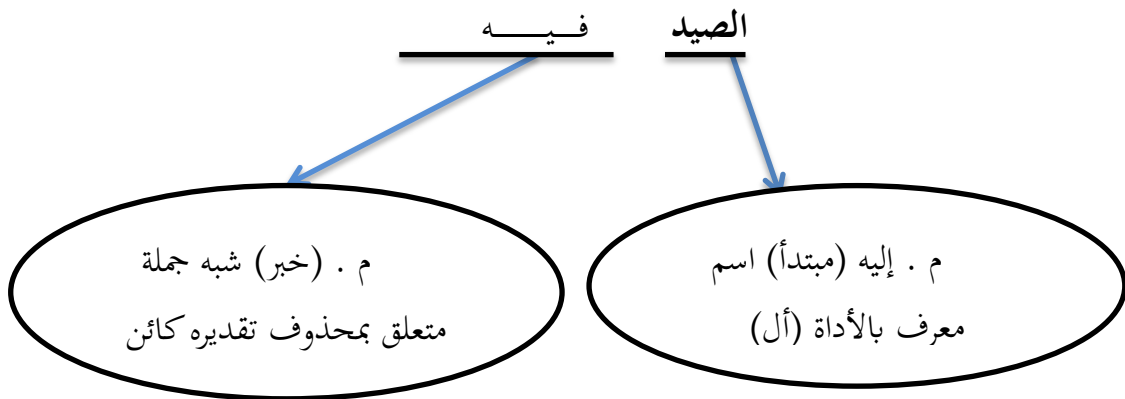 الصيد فيـــــه
م . إليه (مبتدأ) اسم
معرف بالأداة (أل)
م . (خبر) شبه جملة
متعلق بمحذوف تقديره كائن